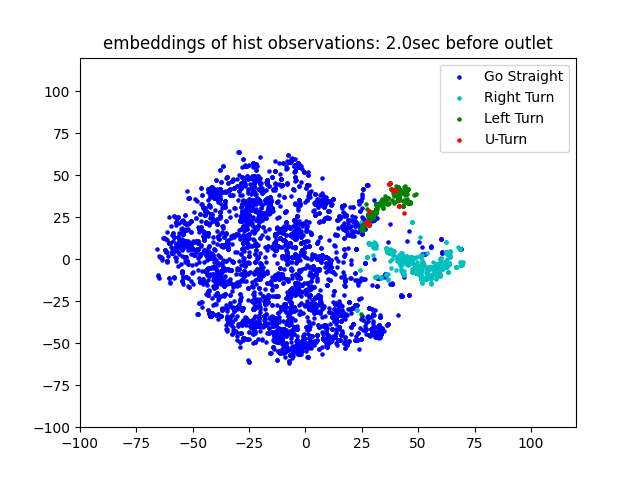 embeddings of hist observations: 2.0sec before outlet
Go Straight
Right Turn
Left Turn
U-Turn
100
75
50
25
0
−25
−50
−75
−100
−100 −75 −50 −25 0 25 50 75 100